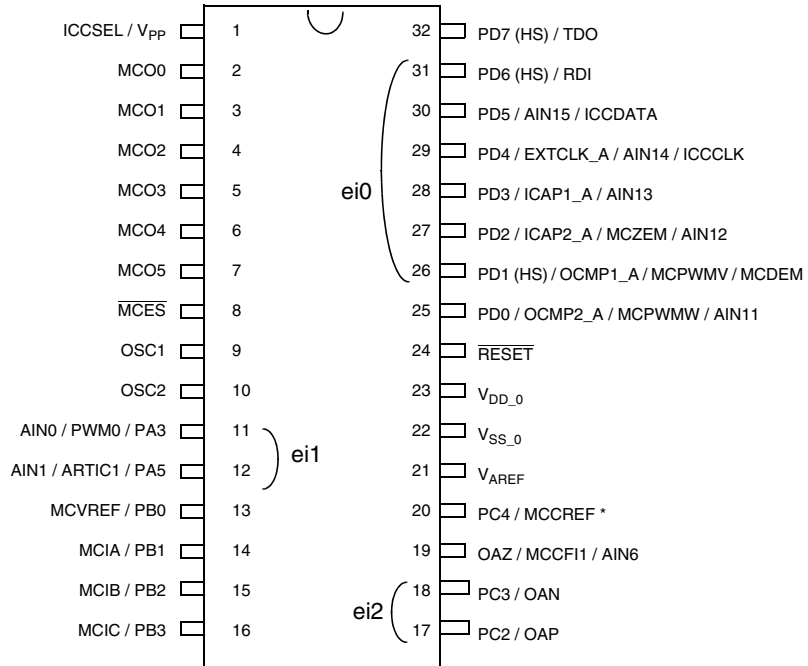 ICCSEL / VPP 1 32 PD7 (HS) / TDO
MCO0 2 31 PD6 (HS) / RDI
MCO1 3 30 PD5 / AIN15 / ICCDATA
MCO2 4 29 PD4 / EXTCLK_A / AIN14 / ICCCLK
MCO3 5 ei0 28 PD3 / ICAP1_A / AIN13
MCO4 6 27 PD2 / ICAP2_A / MCZEM / AIN12
MCO5 7 26 PD1 (HS) / OCMP1_A / MCPWMV / MCDEM
MCES 8 25 PD0 / OCMP2_A / MCPWMW / AIN11
OSC1 9 24 RESET
OSC2 10 23 VDD_0
AIN0 / PWM0 / PA3 11 ei1 22 VSS_0
AIN1 / ARTIC1 / PA5 12 21 VAREF
MCVREF / PB0 13 20 PC4 / MCCREF *
MCIA / PB1 14 19 OAZ / MCCFI1 / AIN6
MCIB / PB2 15 ei2 18 PC3 / OAN
MCIC / PB3 16 17 PC2 / OAP